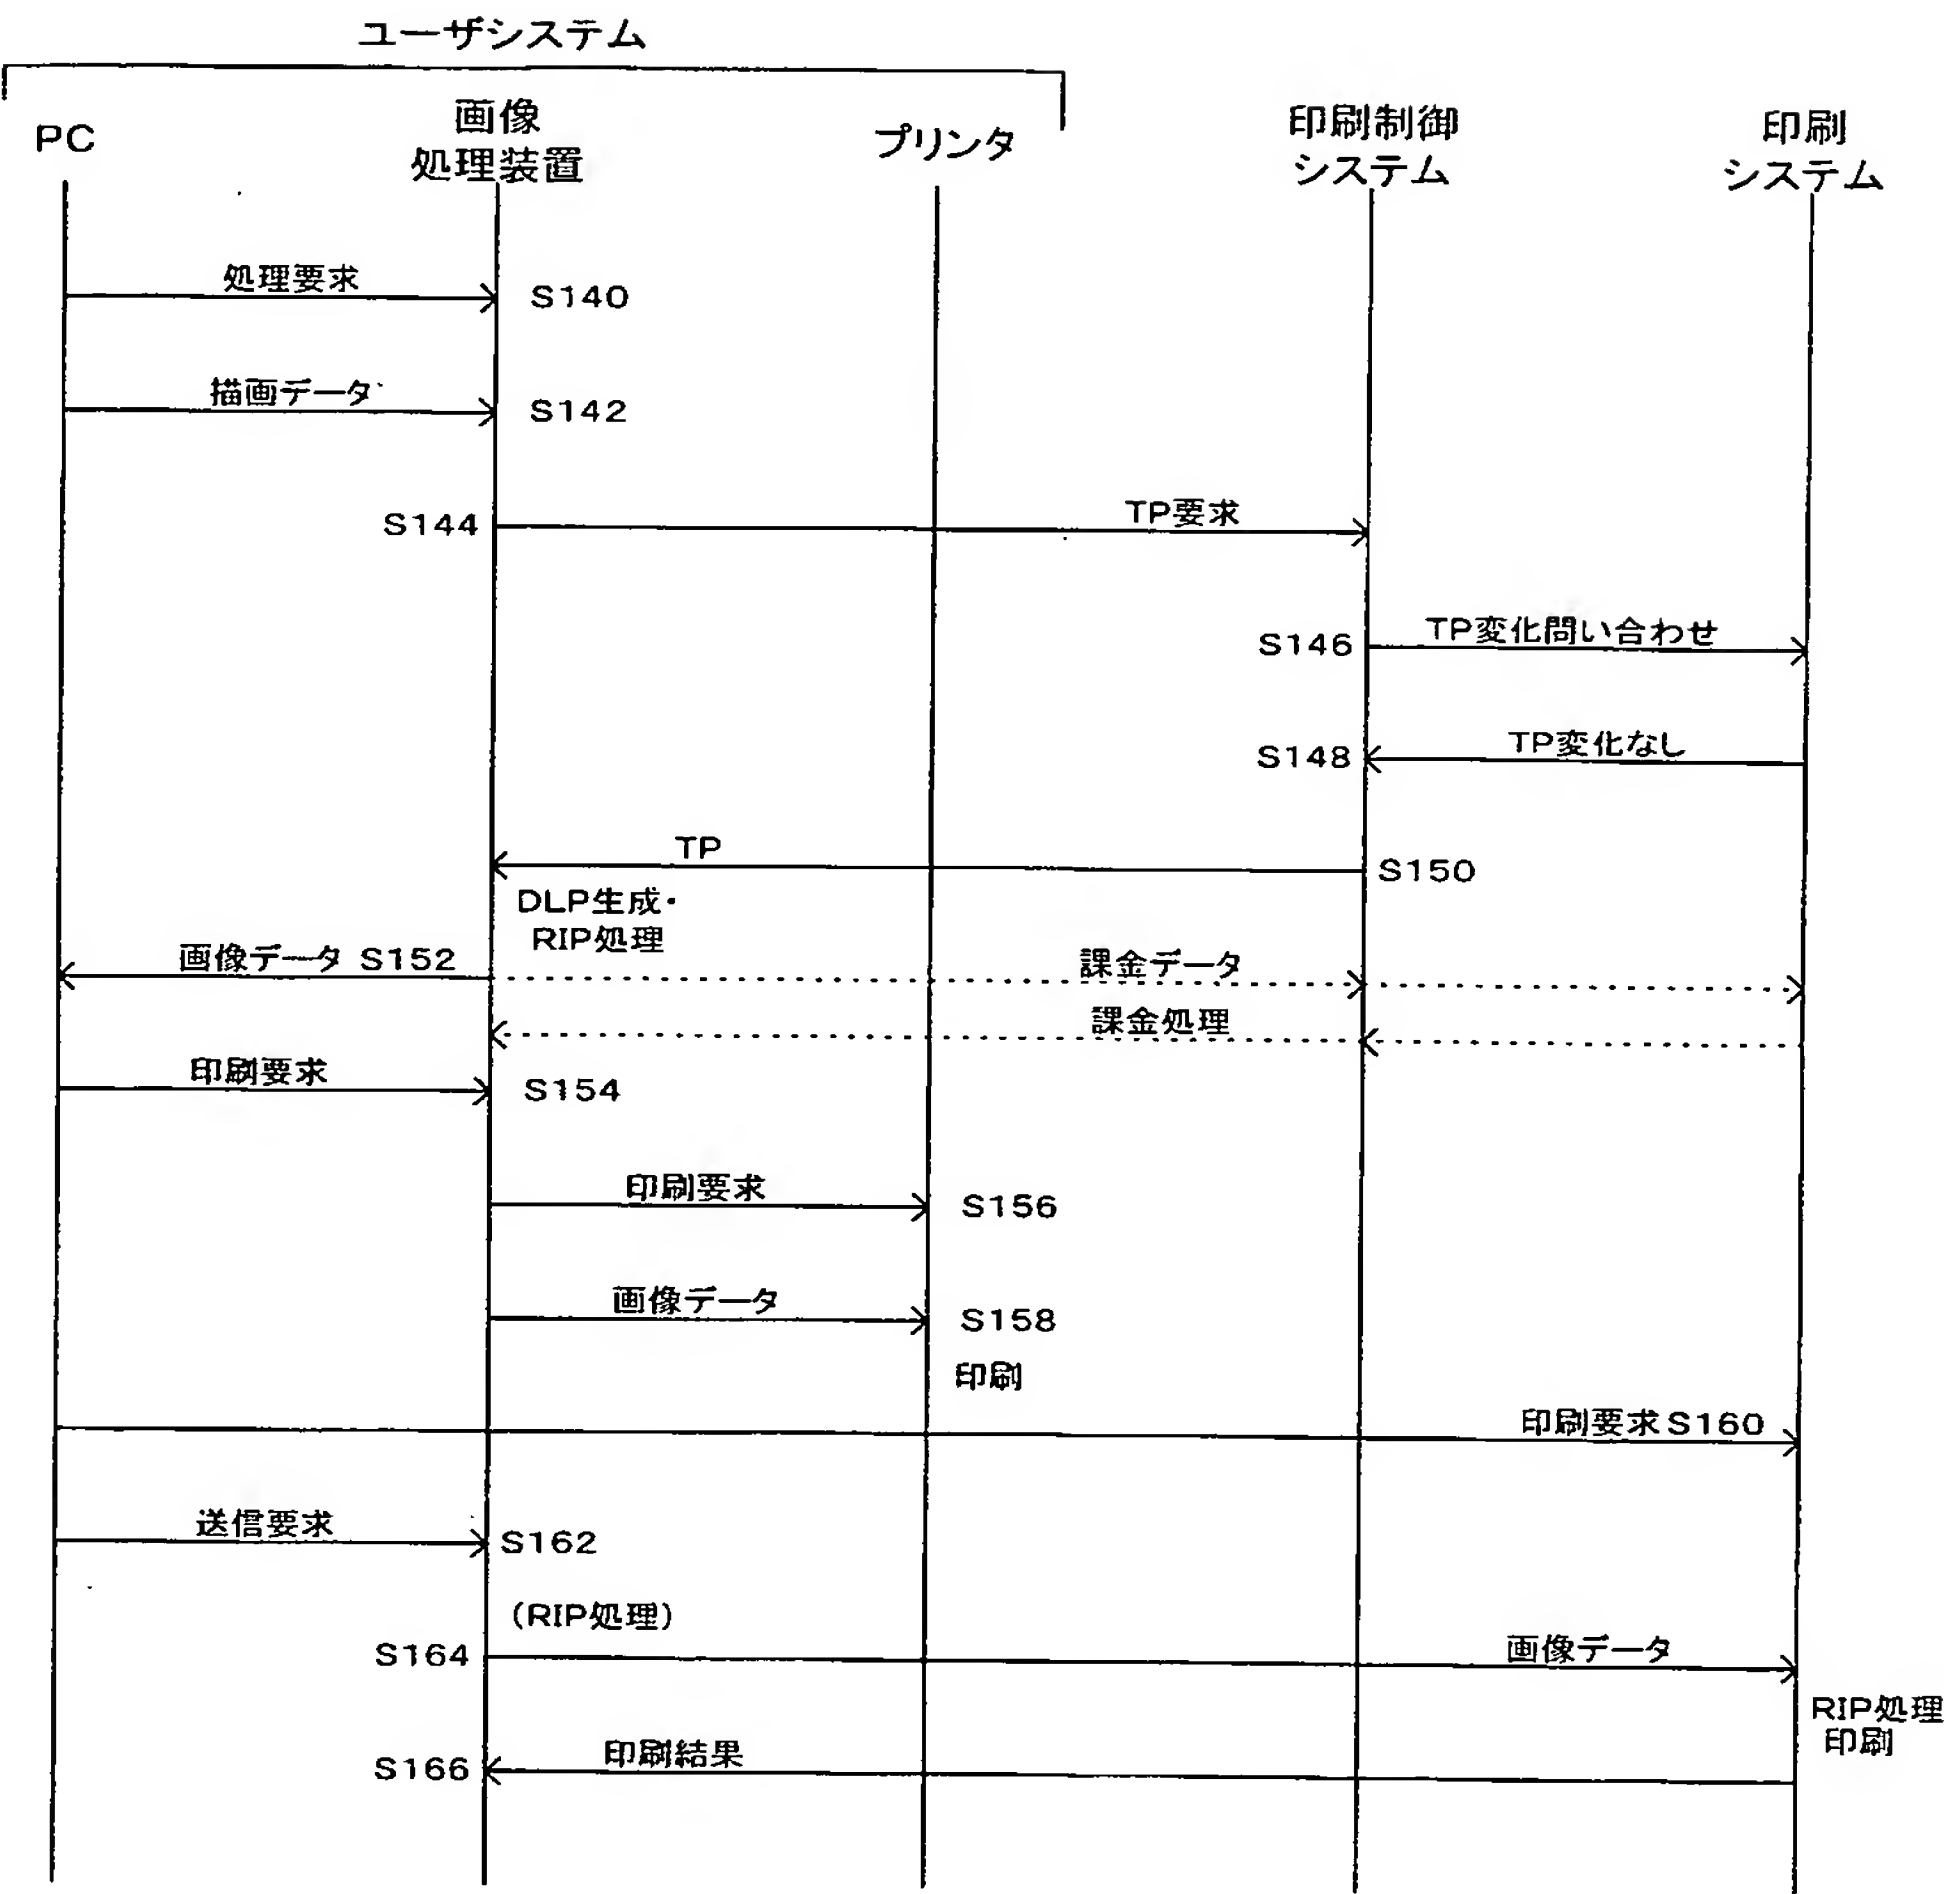 ユーザシステム
PC
画像
処理装置
プリンタ
印刷制御
システム
印刷
システム
処理要求
S140
描画データ
S142
S144
TP要求
S146
TP変化問い合わせ
S148
TP変化なし
TP
S150
DLP生成・
RIP処理
画像データ S152
課金データ
課金処理
印刷要求
S154
印刷要求
S156
画像データ
S158
印刷
印刷要求S160
送信要求
S162
(RIP処理)
S164
画像データ
RIP処理
印刷
S166
印刷結果